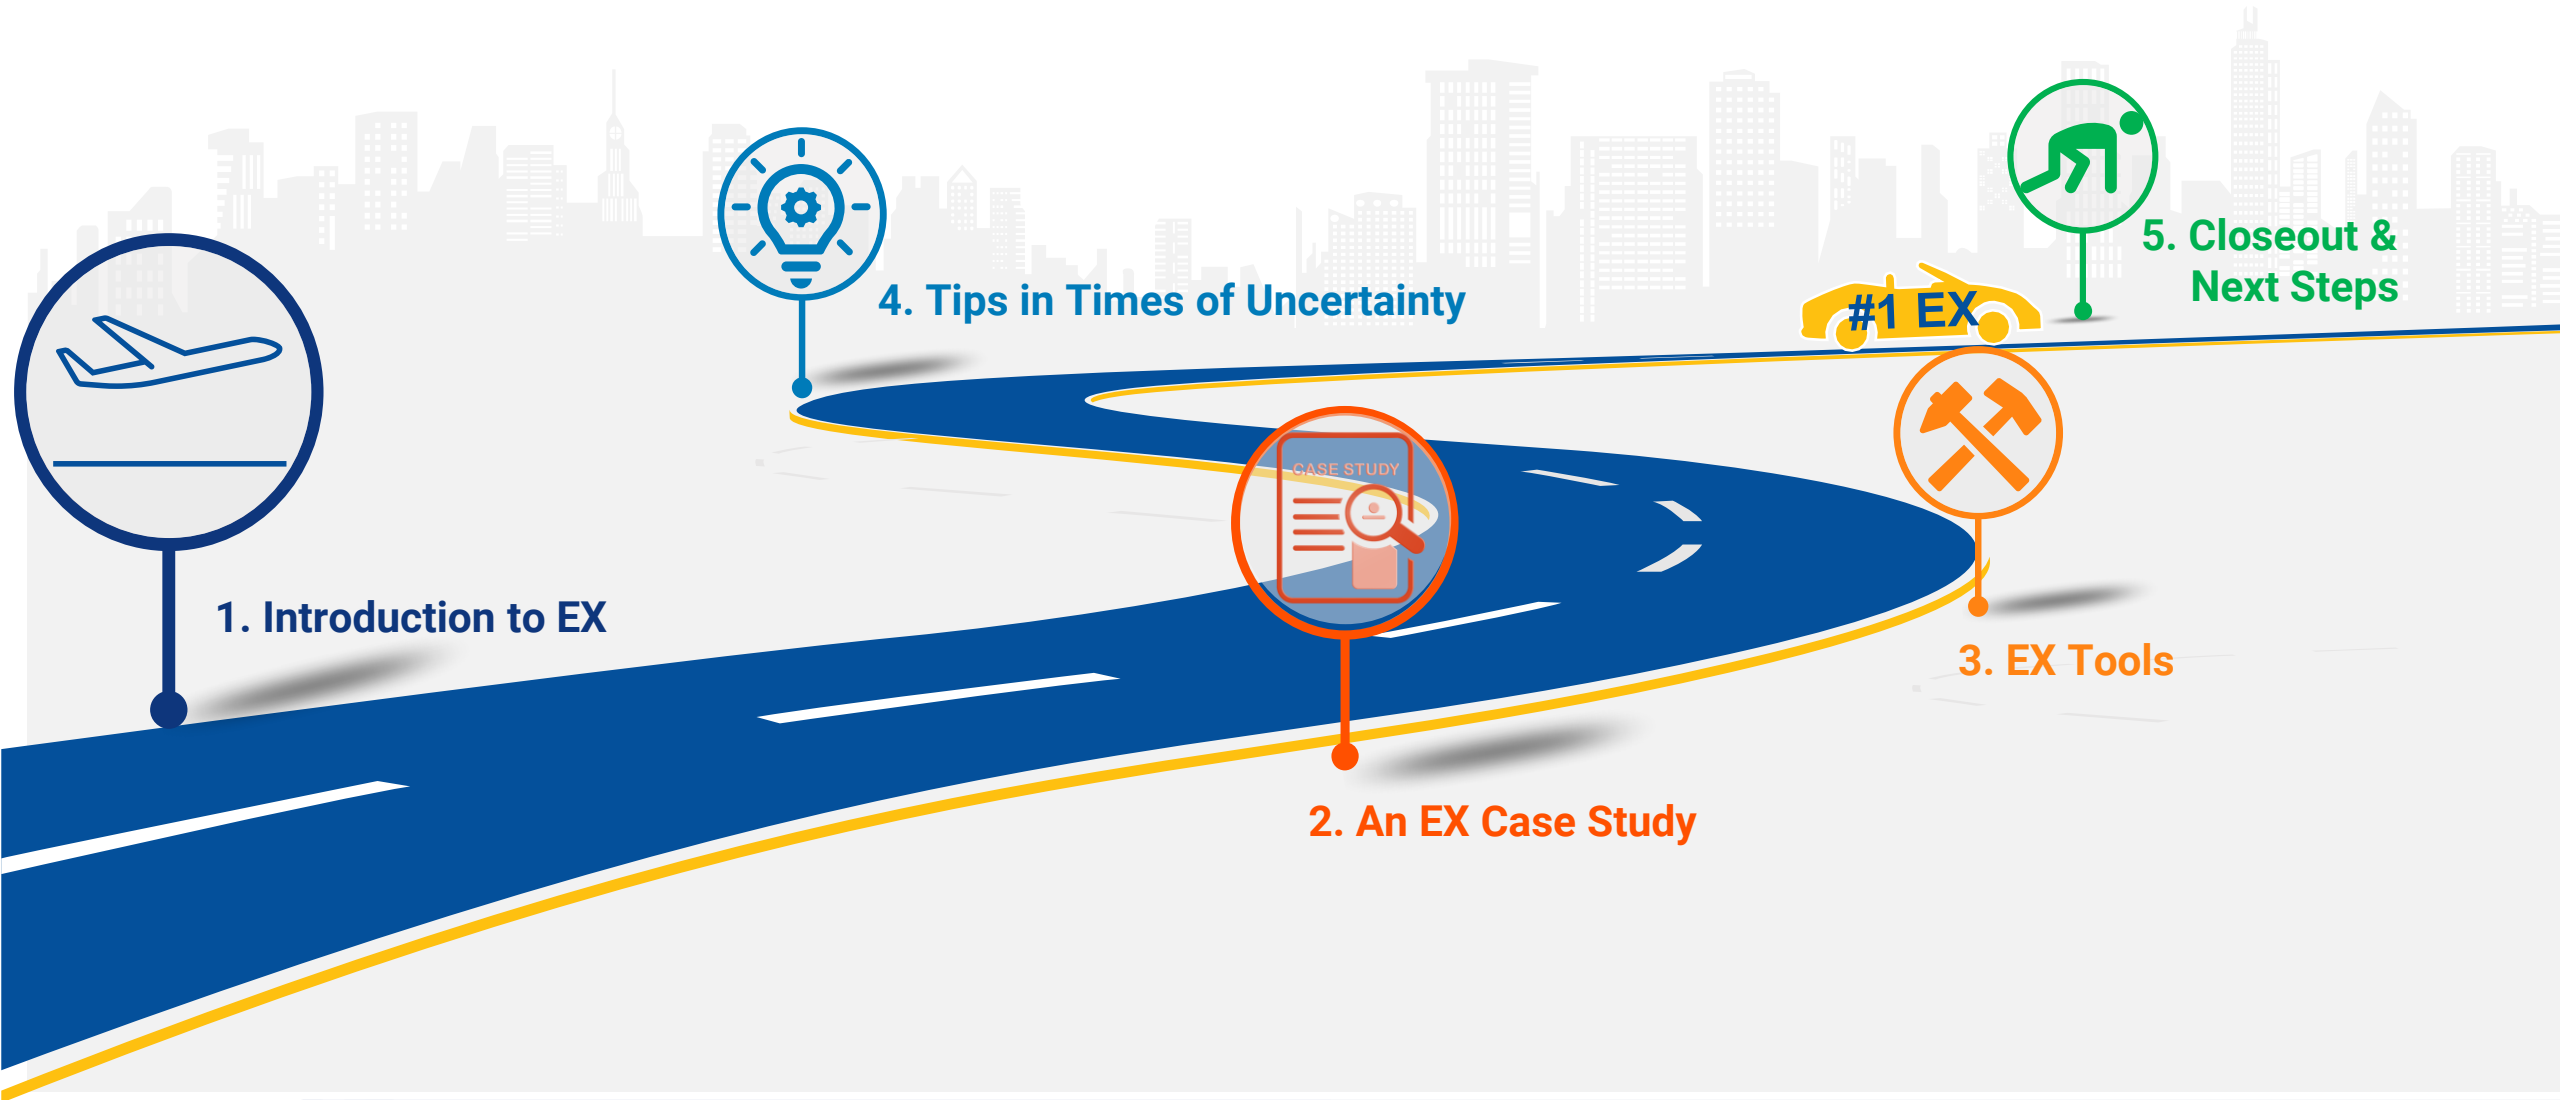 1. Introduction to EX
CASE STUDY
2. An EX Case Study
3. EX Tools
4. Tips in Times of Uncertainty
#1 EX
5. Closeout &
Next Steps